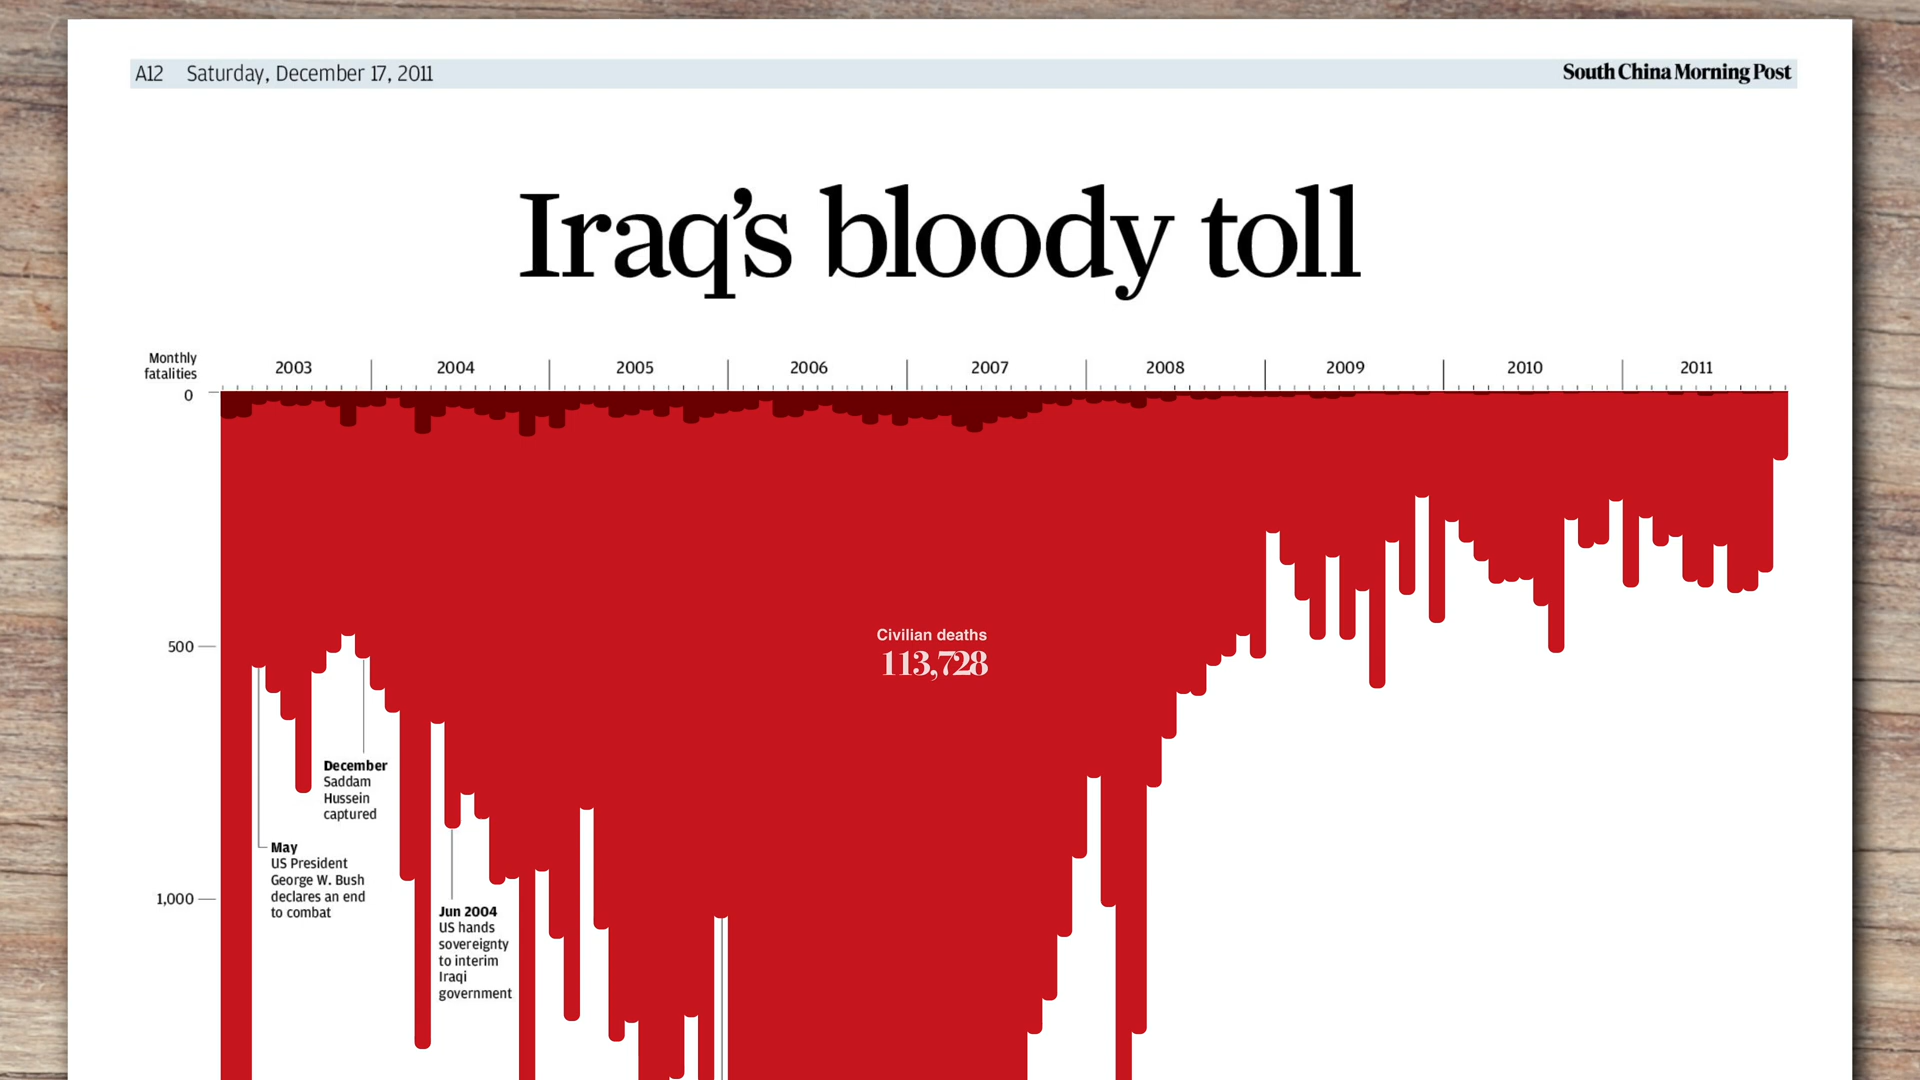 A12 Saturday, December 17, 2011
South China Morning Post
Iraq’s bloody toll
Monthly
fatalities
2003 2004 2005 2006 2007 2008 2009 2010 2011
0
500
1,000
Civilian deaths
113,728
December
Saddam
Hussein
captured
May
US President
George W. Bush
declares an end
to combat
Jun 2004
US hands
sovereignty
to interim
Iraqi
government